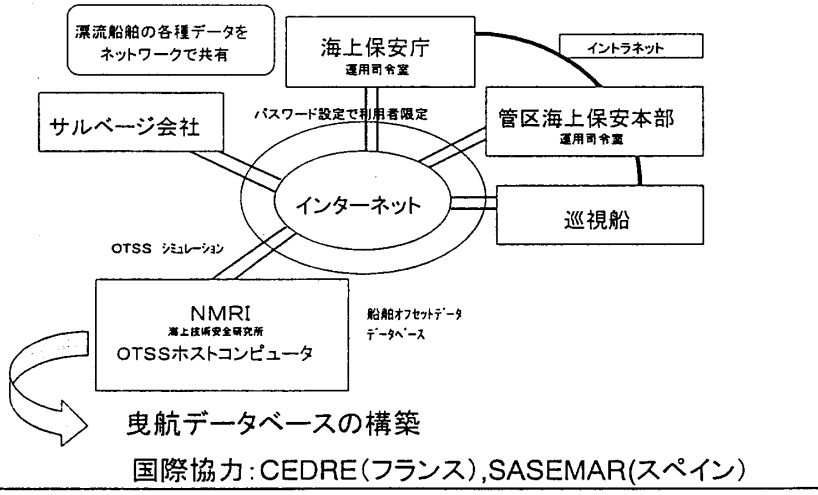 漂流船舶の各種データを
ネットワークで共有
海上保安庁
運用司令室
イントラネット
サルベージ会社
パスワード設定で利用者限定
管区海上保安本部
運用司令室
インターネット
巡視船
OTSS ｼﾐｭﾚｰｼｮﾝ
NMRI
海上技術安全研究所
OTSSホストコンピュータ
船舶ｵﾌｾｯﾄﾃﾞｰﾀ
ﾃﾞｰﾀﾍﾞｰｽ
曳航データベースの構築
国際協力:CEDRE(フランス),SASEMAR(スペイン)